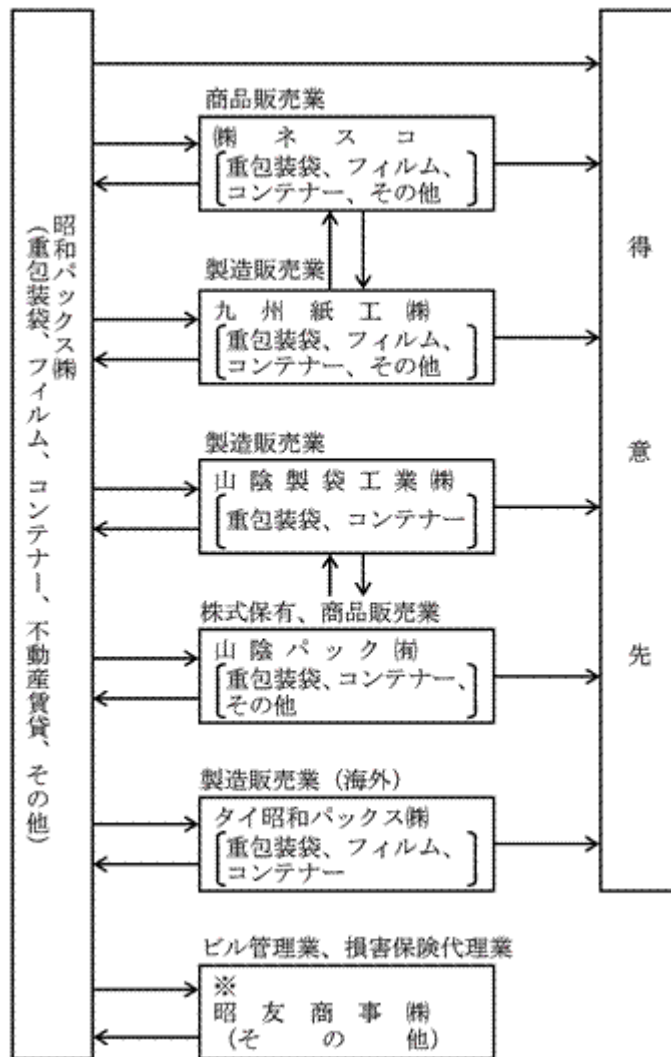 昭和パックス㈱
(重包装袋、フィルム、コンテナー、不動産賃貸、その他)
商品販売業
㈱ネスコ
重包装袋、フィルム、
コンテナー、その他
製造販売業
九州紙工㈱
重包装袋、フィルム、
コンテナー、その他
製造販売業
山陰製袋工業㈱
重包装袋、コンテナー
株式保有、商品販売業
山陰パック㈲
重包装袋、コンテナー、
その他
製造販売業(海外)
タイ昭和パックス㈱
重包装袋、フィルム、
コンテナー
ビル管理業、損害保険代理業
※
昭友商事㈱
(その他)
得意先